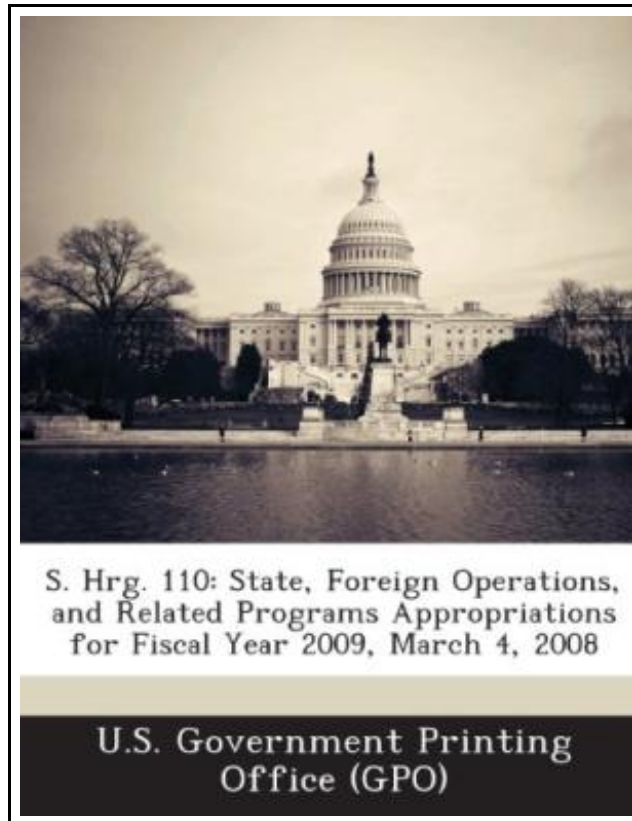 S. Hrg. 110: State, Foreign Operations,
and Related Programs Appropriations
for Fiscal Year 2009, March 4, 2008
U.S. Government Printing
Office (GPO)